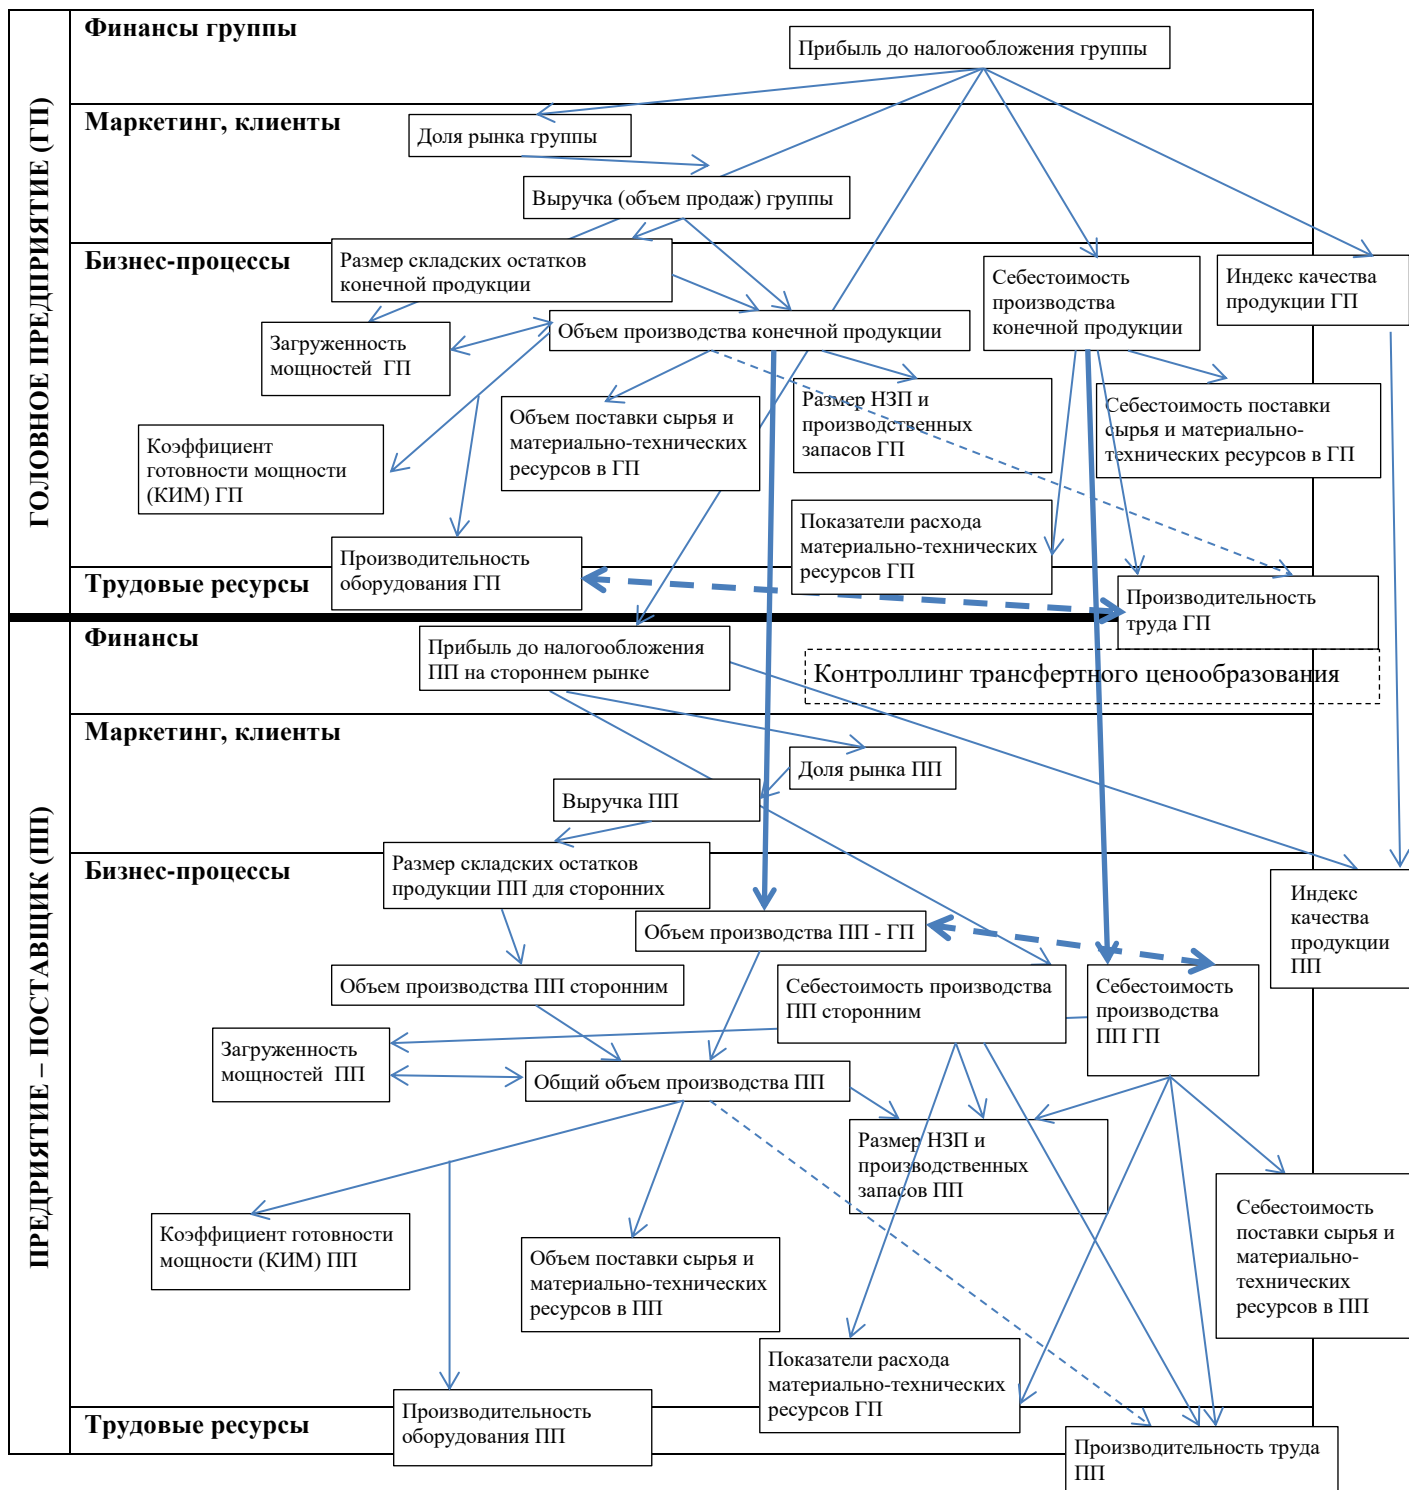 ГОЛОВНОЕ ПРЕДПРИЯТИЕ (ГП)
Финансы группы
Прибыль до налогообложения группы
Маркетинг, клиенты
Доля рынка группы
Выручка (объем продаж) группы
Бизнес-процессы
Размер складских остатков
конечной продукции
Себестоимость
производства
конечной продукции
Индекс качества
продукции ГП
Объем производства конечной продукции
Загруженность
мощностей ГП
Объем поставки сырья и
материально-технических
ресурсов в ГП
Размер НЗП и
производственных
запасов ГП
Себестоимость поставки
сырья и материально-
технических ресурсов в ГП
Коэффициент
готовности мощности
(КИМ) ГП
Показатели расхода
материально-технических
ресурсов ГП
Производительность
оборудования ГП
Трудовые ресурсы
Производительность
труда ГП
ПРЕДРИЯТИЕ – ПОСТАВЩИК (ПП)
Финансы
Прибыль до налогообложения
ПП на стороннем рынке
Контроллинг трансфертного ценообразования
Маркетинг, клиенты
Доля рынка ПП
Выручка ПП
Бизнес-процессы
Размер складских остатков
продукции ПП для сторонних
Индекс
качества
продукции
ПП
Объем производства ПП - ГП
Объем производства ПП сторонним
Себестоимость производства
ПП сторонним
Себестоимость
производства
ПП ГП
Загруженность
мощностей ПП
Общий объем производства ПП
Размер НЗП и
производственных
запасов ПП
Коэффициент готовности
мощности (КИМ) ПП
Объем поставки сырья и
материально-технических
ресурсов в ПП
Себестоимость
поставки сырья и
материально-
технических
ресурсов в ПП
Показатели расхода
материально-технических
ресурсов ГП
Трудовые ресурсы
Производительность
оборудования ПП
Производительность труда
ПП